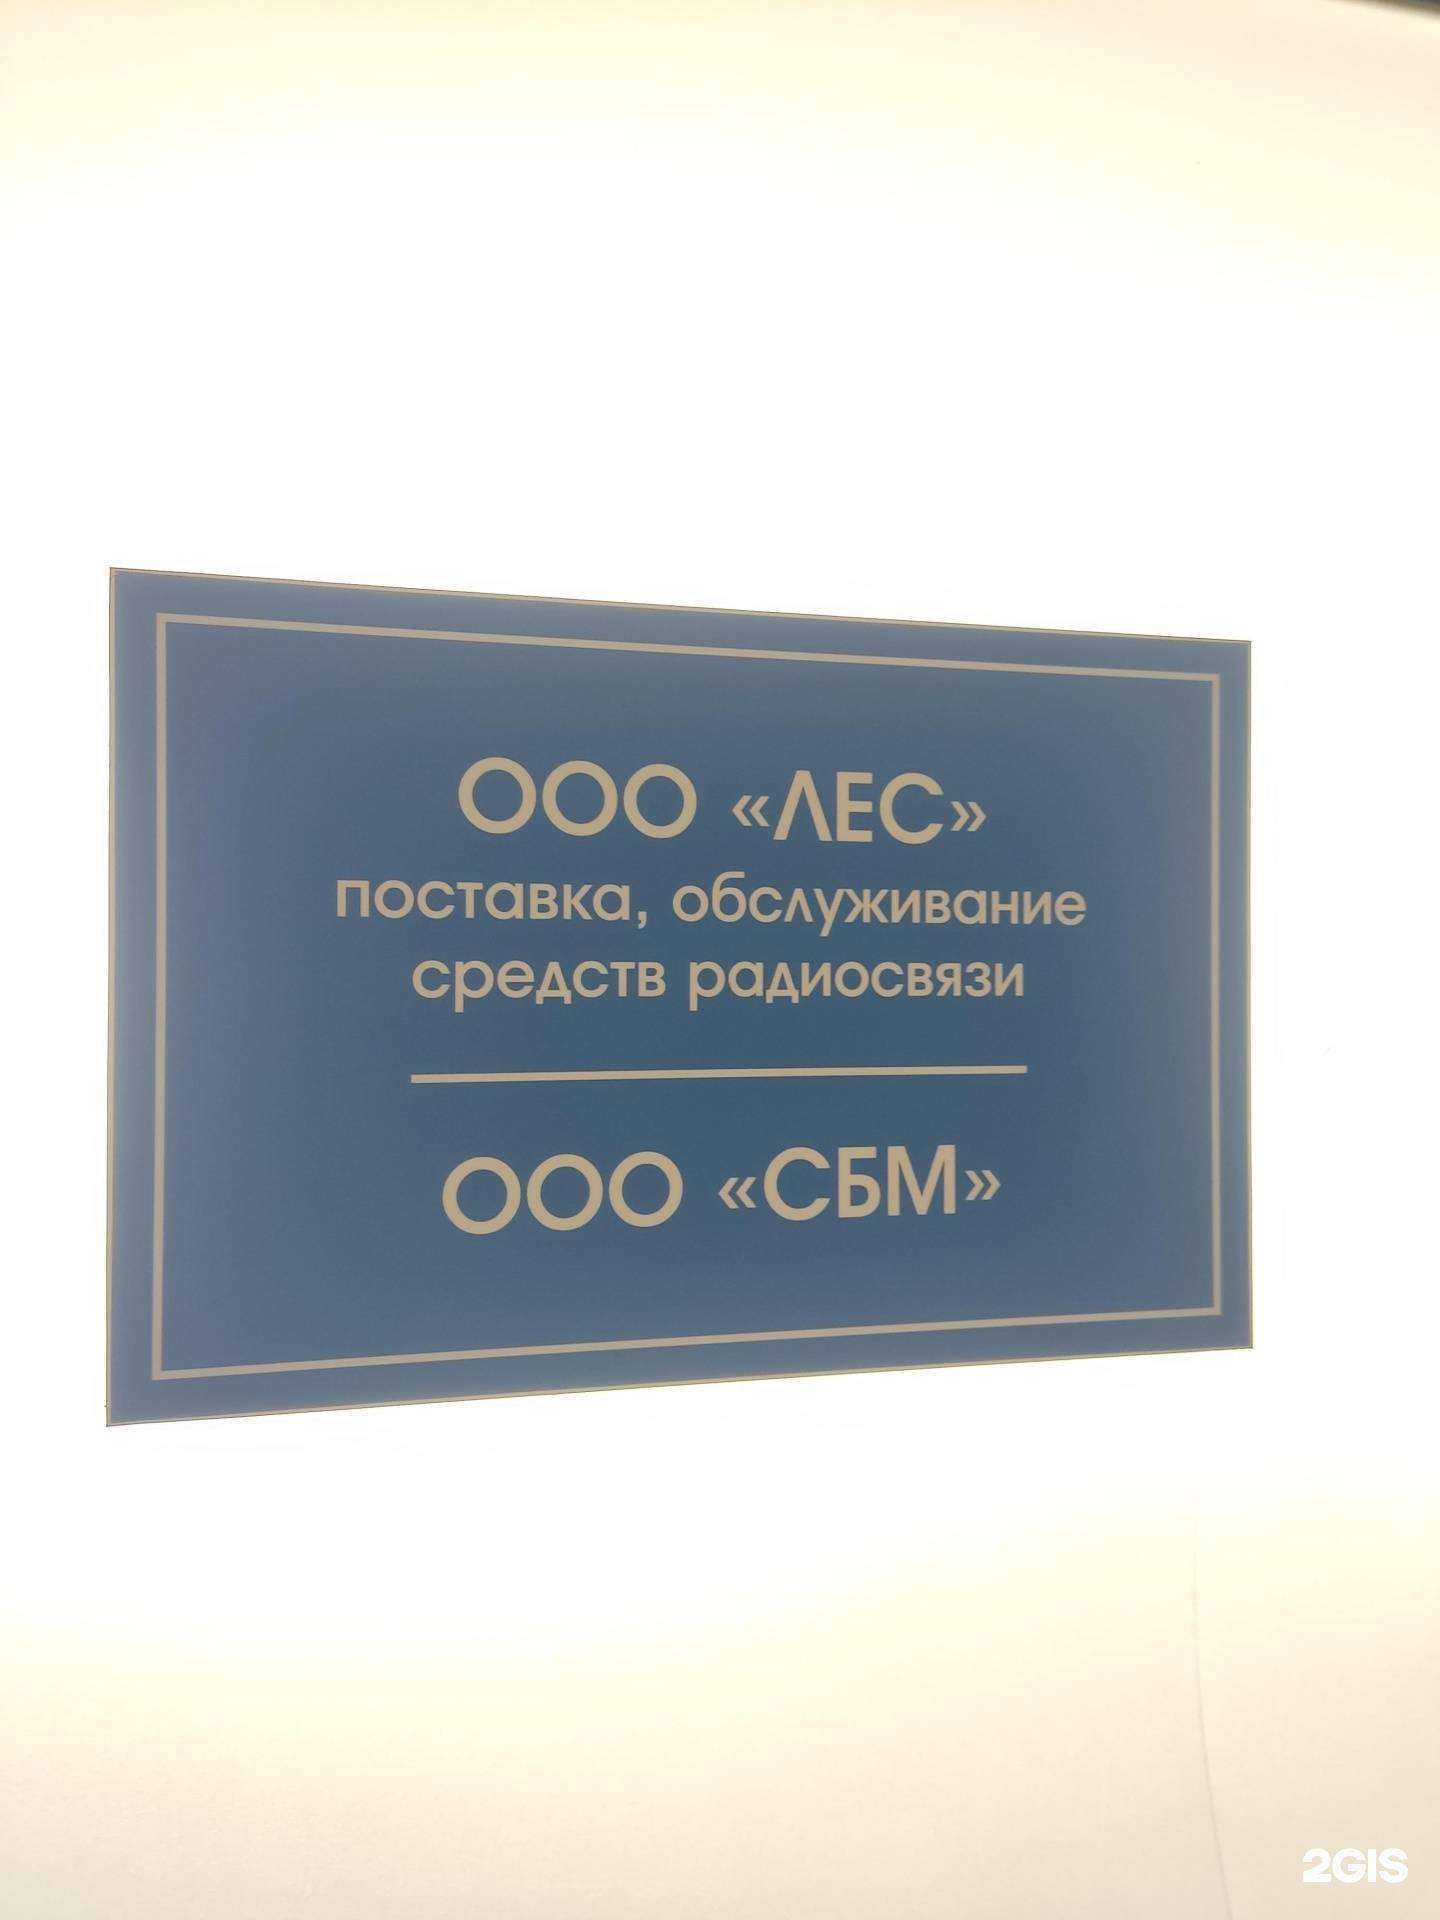 ООО «ЛЕС»
поставка, обслуживание
средств радиосвязи
ООО «СБМ»
2GIS